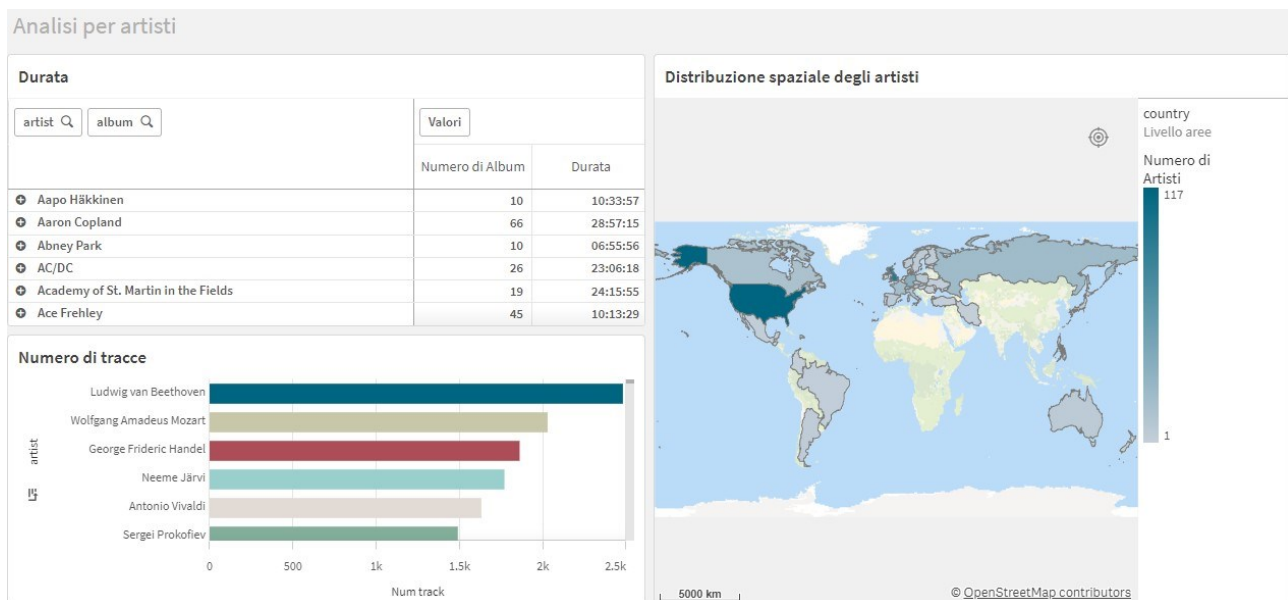 Analisi per artisti
Durata
artist album
Valori
Numero di Album Durata
Aapo Häkkinen 10 10:33:57
Aaron Copland 66 28:57:15
Abney Park 10 06:55:56
AC/DC 26 23:06:18
Academy of St. Martin in the Fields 19 24:15:55
Ace Frehley 45 10:13:29
Numero di tracce
artist
Ludwig van Beethoven
Wolfgang Amadeus Mozart
George Frideric Handel
Neeme Järvi
Antonio Vivaldi
Sergei Prokofiev
0 500 1k 1.5k 2k 2.5k
Num track
Distribuzione spaziale degli artisti
country
Livello aree
Numero di
Artisti
117
1
5000 km
© OpenStreetMap contributors